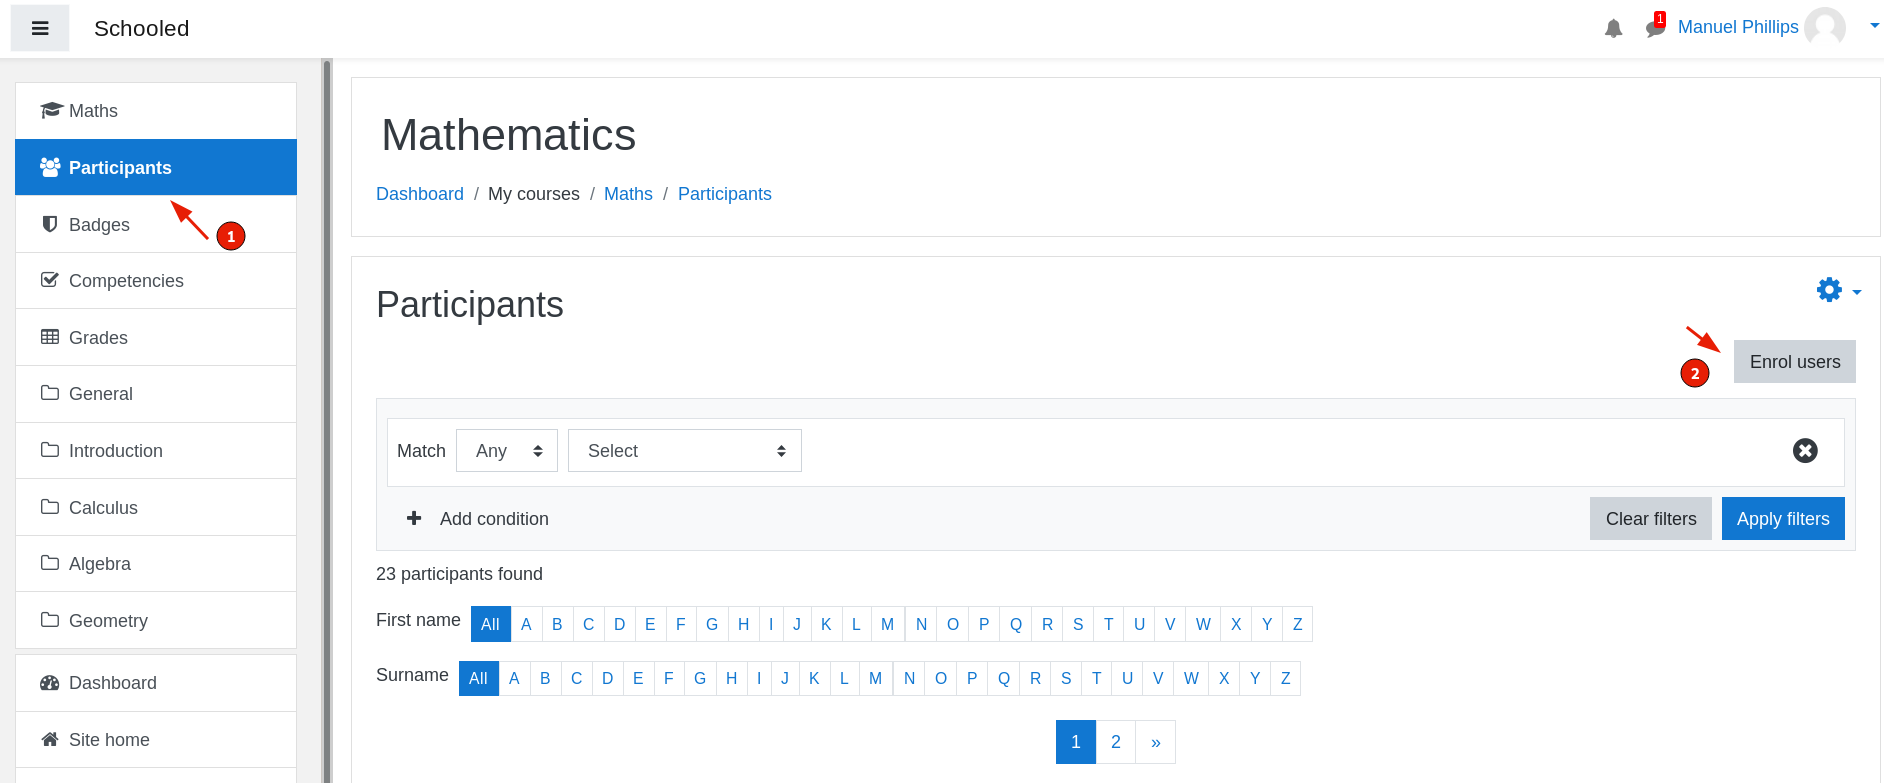 Schooled
1
Manuel Phillips
Maths
Participants
1
Badges
Competencies
Grades
General
Introduction
Calculus
Algebra
Geometry
Dashboard
Site home
Mathematics
Dashboard / My courses / Maths / Participants
Participants
2
Enrol users
Match Any Select
Add condition
Clear filters Apply filters
23 participants found
First name All A B C D E F G H I J K L M N O P Q R S T U V W X Y Z
Surname All A B C D E F G H I J K L M N O P Q R S T U V W X Y Z
1 2 »